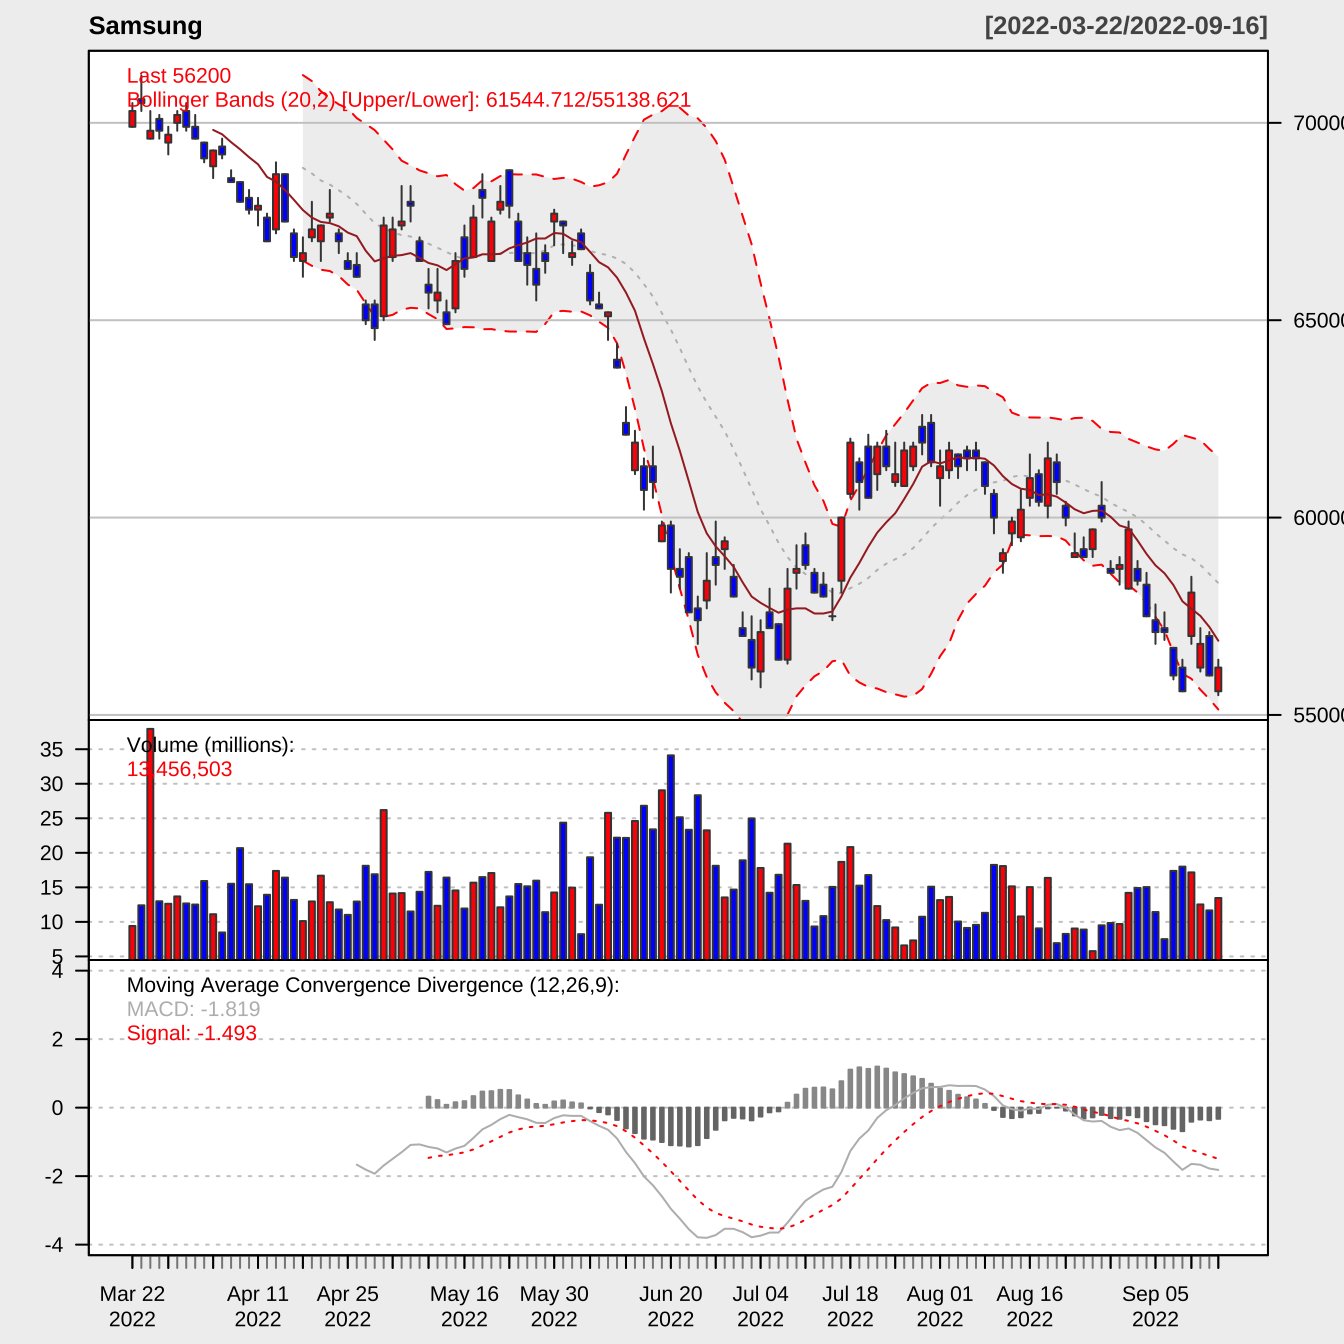 Samsung [2022-03-22/2022-09-16]
Last 56200
Bollinger Bands (20,2) [Upper/Lower]: 61544.712/55138.621
70000
65000
60000
55000
Volume (millions):
13,456,503
35
30
25
20
15
10
5
Moving Average Convergence Divergence (12,26,9):
MACD: -1.819
Signal: -1.493
4
2
0
-2
-4
Mar 22 Apr 11 Apr 25 May 16 May 30 Jun 20 Jul 04 Jul 18 Aug 01 Aug 16 Sep 05
2022 2022 2022 2022 2022 2022 2022 2022 2022 2022 2022